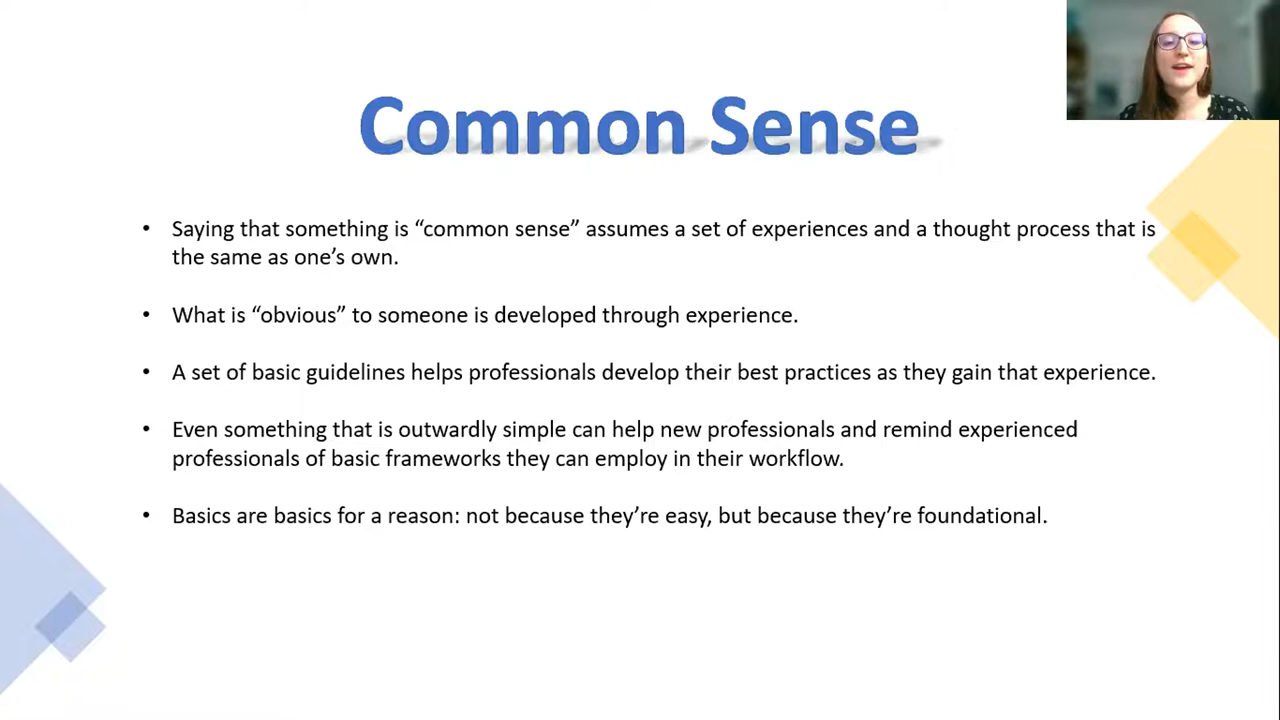 Common Sense
• Saying that something is “common sense” assumes a set of experiences and a thought process that is
the same as one’s own.
• What is “obvious” to someone is developed through experience.
• A set of basic guidelines helps professionals develop their best practices as they gain that experience.
• Even something that is outwardly simple can help new professionals and remind experienced
professionals of basic frameworks they can employ in their workflow.
• Basics are basics for a reason: not because they’re easy, but because they’re foundational.